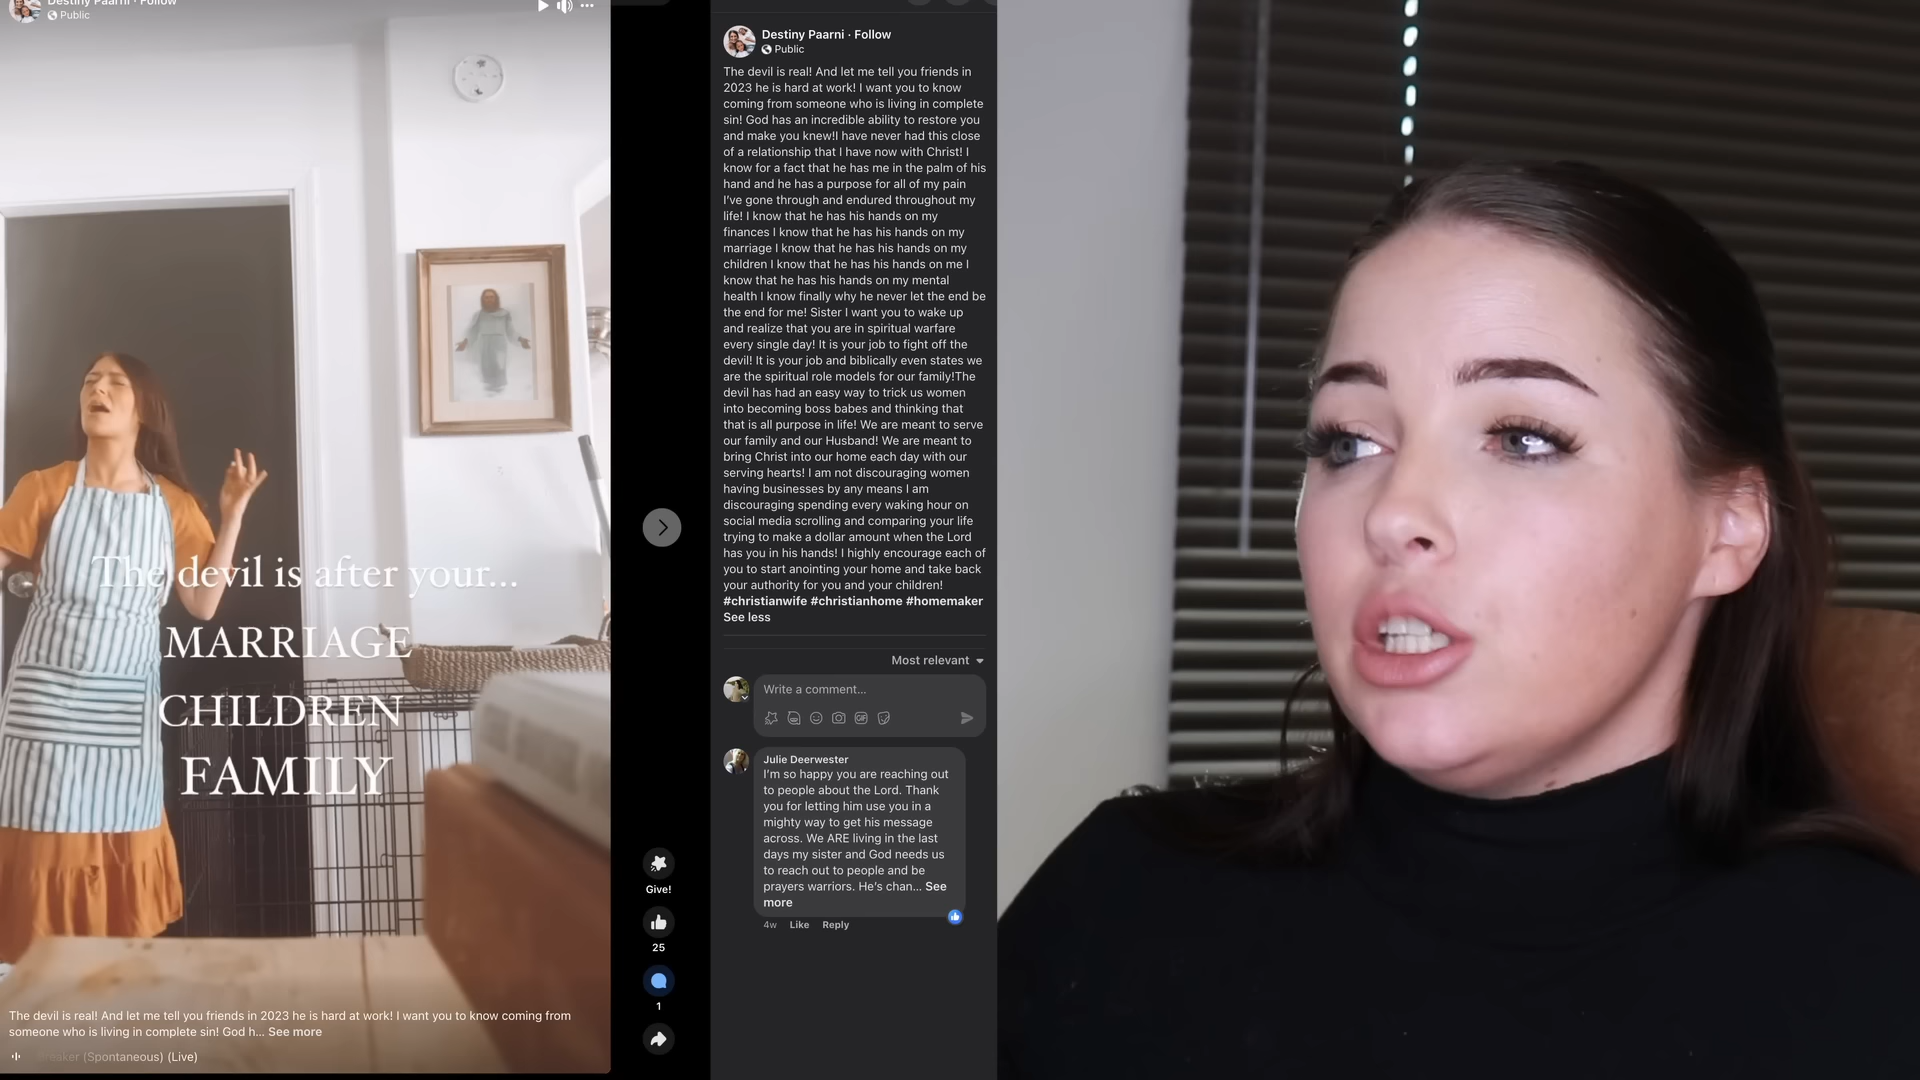 Destiny Paarni · Follow
Public
The devil is after your...
MARRIAGE
CHILDREN
FAMILY
The devil is real! And let me tell you friends in 2023 he is hard at work! I want you to know coming from
someone who is living in complete sin! God h... See more
(Spontaneous) (Live)
Give!
25
1
Destiny Paarni · Follow
Public
The devil is real! And let me tell you friends in
2023 he is hard at work! I want you to know
coming from someone who is living in complete
sin! God has an incredible ability to restore you
and make you knew!I have never had this close
of a relationship that I have now with Christ! I
know for a fact that he has me in the palm of his
hand and he has a purpose for all of my pain
I've gone through and endured throughout my
life! I know that he has his hands on my
finances I know that he has his hands on my
marriage I know that he has his hands on my
children I know that he has his hands on me I
know that he has his hands on my mental
health I know finally why he never let the end be
the end for me! Sister I want you to wake up
and realize that you are in spiritual warfare
every single day! It is your job to fight off the
devil! It is your job and biblically even states we
are the spiritual role models for our family!The
devil has had an easy way to trick us women
into becoming boss babes and thinking that
that is all purpose in life! We are meant to serve
our family and our Husband! We are meant to
bring Christ into our home each day with our
serving hearts! I am not discouraging women
having businesses by any means I am
discouraging spending every waking hour on
social media scrolling and comparing your life
trying to make a dollar amount when the Lord
has you in his hands! I highly encourage each of
you to start anointing your home and take back
your authority for you and your children!
#christianwife #christianhome #homemaker
See less
Most relevant
Write a comment...
GIF
Julie Deerwester
I'm so happy you are reaching out
to people about the Lord. Thank
you for letting him use you in a
mighty way to get his message
across. We ARE living in the last
days my sister and God needs us
to reach out to people and be
prayers warriors. He's chan... See
more
4w Like Reply